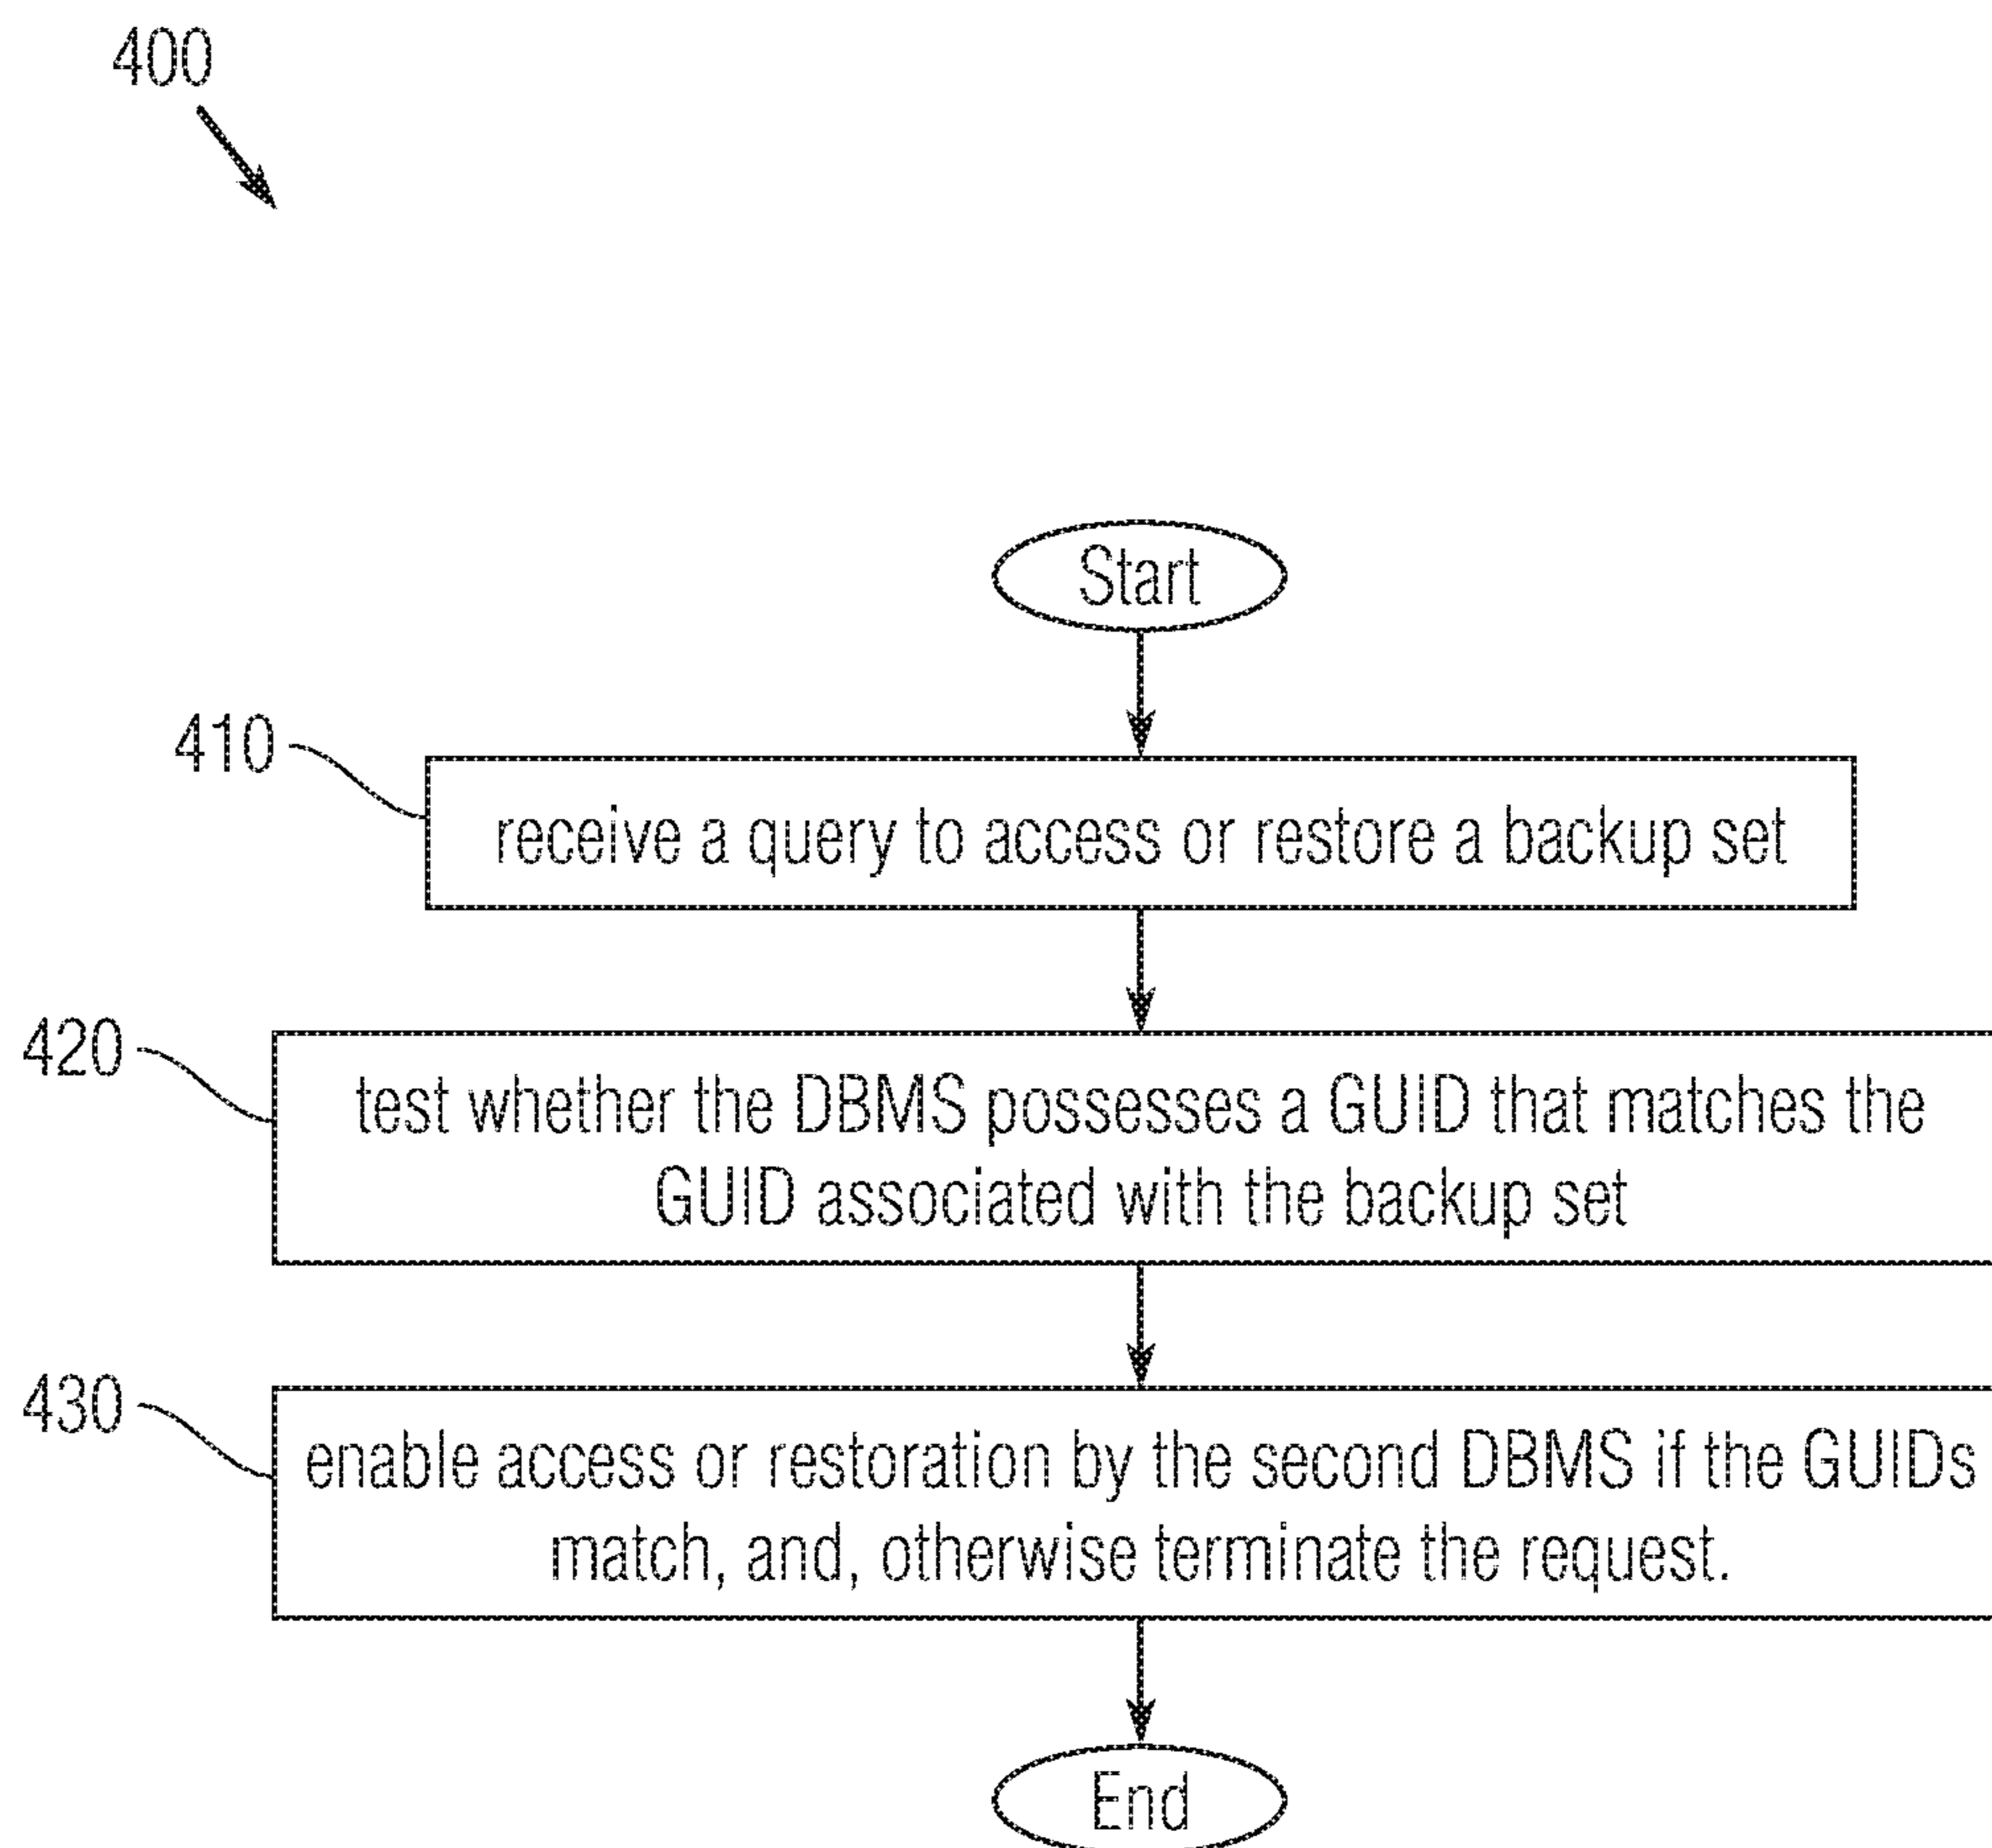 400
Start
410
receive a query to access or restore a backup set
420
test whether the DBMS possesses a GUID that matches the
GUID associated with the backup set
430
enable access or restoration by the second DBMS if the GUIDs
match, and, otherwise terminate the request.
End